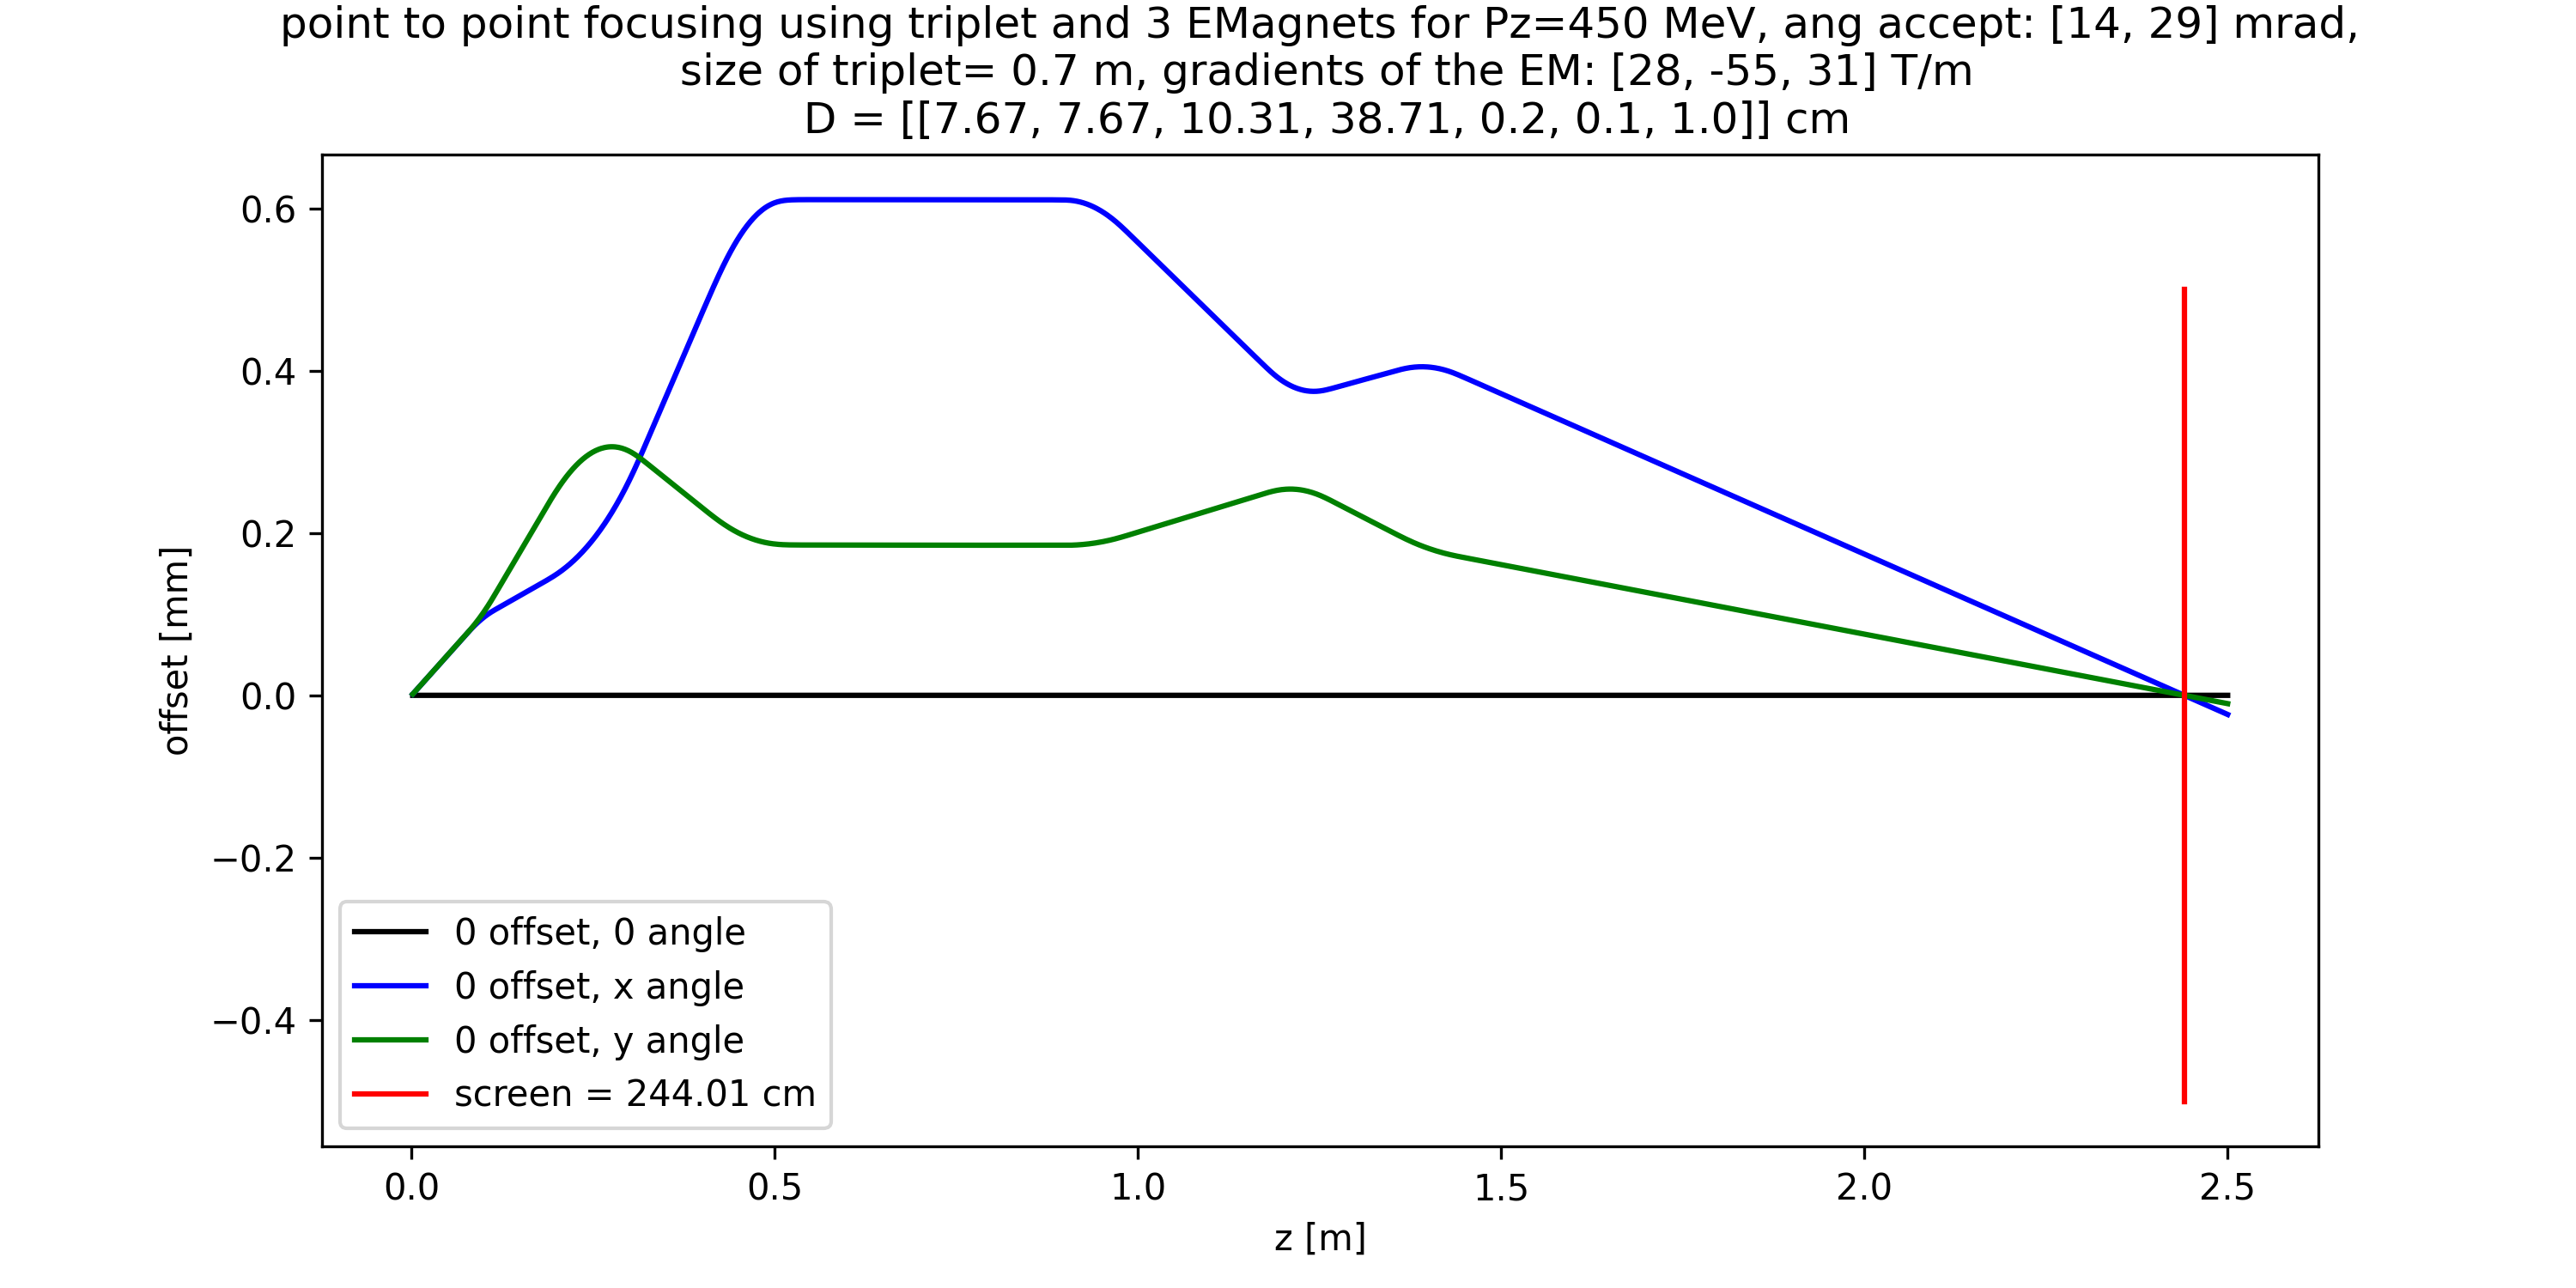 point to point focusing using triplet and 3 EMagnets for Pz=450 MeV, ang accept: [14, 29] mrad,
size of triplet= 0.7 m, gradients of the EM: [28, -55, 31] T/m
D = [[7.67, 7.67, 10.31, 38.71, 0.2, 0.1, 1.0]] cm
offset [mm]
0.6
0.4
0.2
0.0
−0.2
−0.4
0 offset, 0 angle
0 offset, x angle
0 offset, y angle
screen = 244.01 cm
0.0
0.5
1.0
1.5
2.0
2.5
z [m]